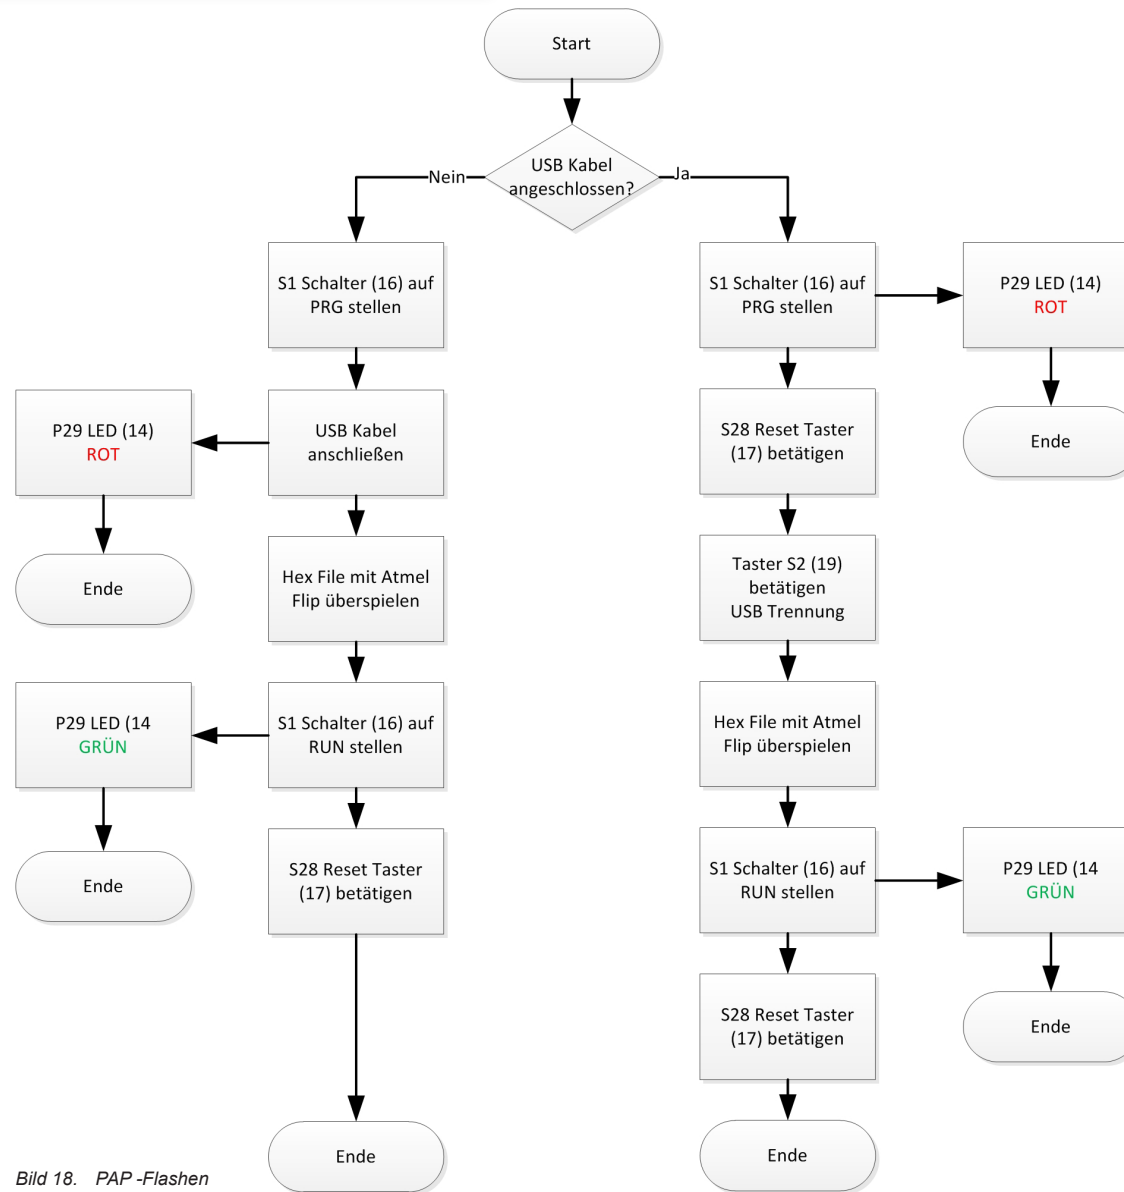 Start
USB Kabel
angeschlossen?
Nein
Ja
S1 Schalter (16) auf
PRG stellen
USB Kabel
anschließen
P29 LED (14)
ROT
Ende
Hex File mit Atmel
Flip überspielen
S1 Schalter (16) auf
RUN stellen
P29 LED (14
GRÜN
Ende
S28 Reset Taster
(17) betätigen
Ende
S1 Schalter (16) auf
PRG stellen
P29 LED (14)
ROT
Ende
S28 Reset Taster
(17) betätigen
Taster S2 (19)
betätigen
USB Trennung
Hex File mit Atmel
Flip überspielen
S1 Schalter (16) auf
RUN stellen
P29 LED (14
GRÜN
Ende
S28 Reset Taster
(17) betätigen
Ende
Bild 18. PAP -Flashen